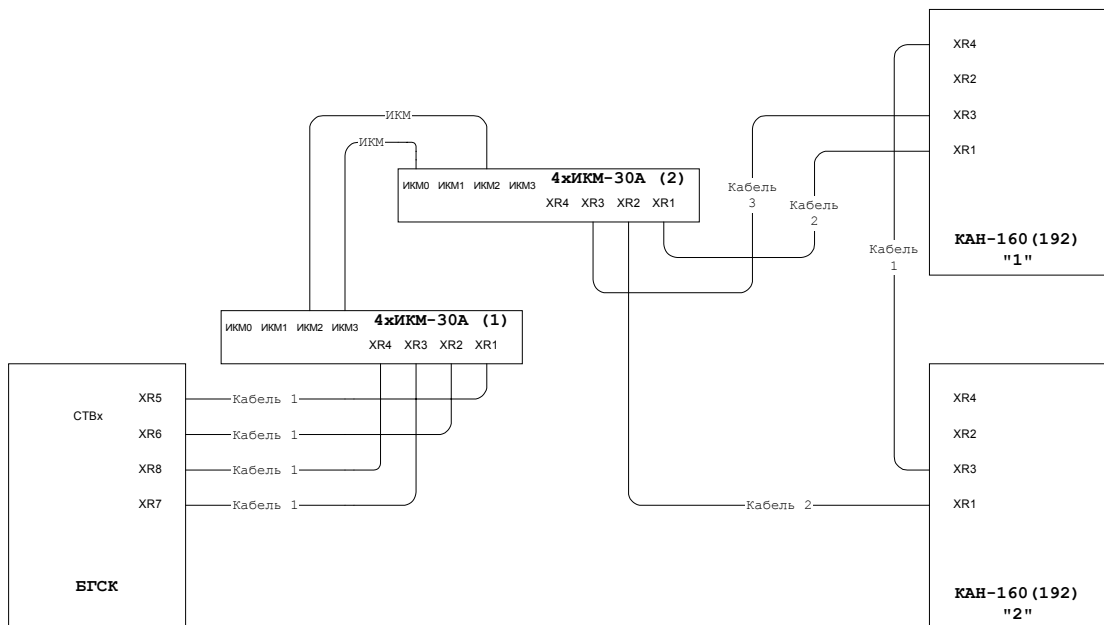 XR4
XR2
XR3
XR1
КАН-160(192)
"1"
ИКМ
ИКМ
4хИКМ-30А (2)
ИКМ0 ИКМ1 ИКМ2 ИКМ3
XR4 XR3 XR2 XR1
Кабель
3
Кабель
2
Кабель
1
4хИКМ-30А (1)
ИКМ0 ИКМ1 ИКМ2 ИКМ3
XR4 XR3 XR2 XR1
СТВх
XR5
XR6
XR8
XR7
БГСК
Кабель 1
Кабель 1
Кабель 1
Кабель 1
Кабель 2
XR4
XR2
XR3
XR1
КАН-160(192)
"2"